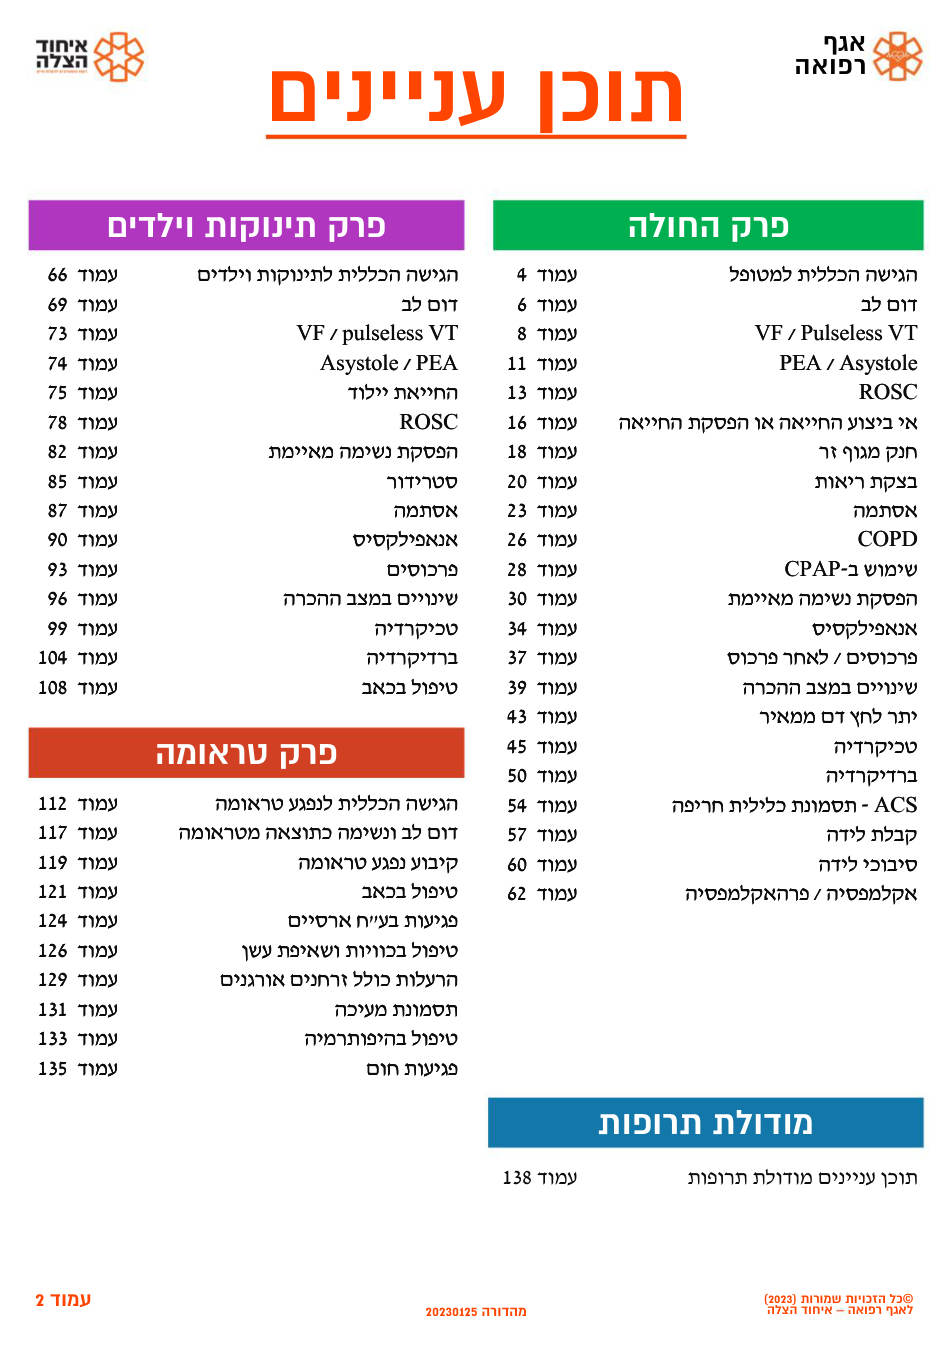 אגף
רפואה
איחוד
הצלה
תוכן עניינים
פרק החולה
הגישה הכללית למטופל עמוד 4
דום לב עמוד 6
VF / Pulseless VT עמוד 8
PEA / Asystole עמוד 11
ROSC עמוד 13
אי ביצוע החייאה או הפסקת החייאה עמוד 16
חנק מגוף זר עמוד 18
בצקת ריאות עמוד 20
אסתמה עמוד 23
COPD עמוד 26
שימוש ב-CPAP עמוד 28
הפסקת נשימה מאיימת עמוד 30
אנאפילקסיס עמוד 34
פרכוסים / לאחר פרכוס עמוד 37
שינויים במצב ההכרה עמוד 39
יתר לחץ דם ממאיר עמוד 43
טכיקרדיה עמוד 45
ברדיקרדיה עמוד 50
ACS - תסמונת כלילית חריפה עמוד 54
קבלת לידה עמוד 57
סיבוכי לידה עמוד 60
אקלמפסיה / פרהאקלמפסיה עמוד 62
מודולת תרופות
תוכן עניינים מודולת תרופות עמוד 138
פרק תינוקות וילדים
הגישה הכללית לתינוקות וילדים עמוד 66
דום לב עמוד 69
VF / pulseless VT עמוד 73
Asystole / PEA עמוד 74
החייאת יילוד עמוד 75
ROSC עמוד 78
הפסקת נשימה מאיימת עמוד 82
סטרידור עמוד 85
אסתמה עמוד 87
אנאפילקסיס עמוד 90
פרכוסים עמוד 93
שינויים במצב ההכרה עמוד 96
טכיקרדיה עמוד 99
ברדיקרדיה עמוד 104
טיפול בכאב עמוד 108
פרק טראומה
הגישה הכללית לנפגע טראומה עמוד 112
דום לב ונשימה כתוצאה מטראומה עמוד 117
קיבוע נפגע טראומה עמוד 119
טיפול בכאב עמוד 121
פגיעות בע״ח ארסיים עמוד 124
טיפול בכוויות ושאיפת עשן עמוד 126
הרעלות כולל זרחנים אורגנים עמוד 129
תסמונת מעיכה עמוד 131
טיפול בהיפותרמיה עמוד 133
פגיעות חום עמוד 135
©כל הזכויות שמורות (2023)
לאגף רפואה – איחוד הצלה
מהדורה 20230125
עמוד 2